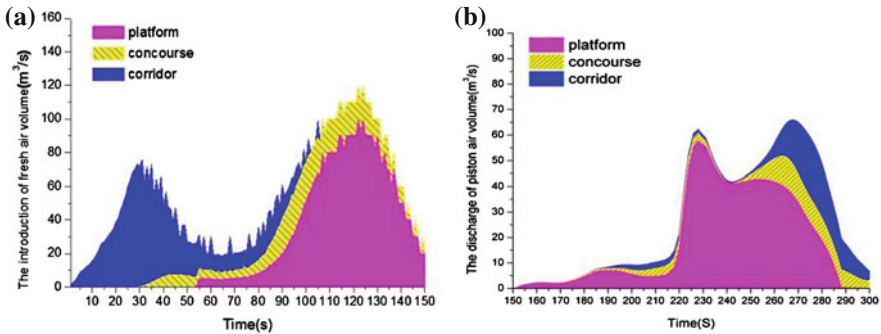 (a)
The introduction of fresh air volume(m³/s)
160
140
120
100
80
60
40
20
0
platform
concourse
corridor
10 20 30 40 50 60 70 80 90 100 110 120 130 140 150
Time(s)
(b)
The discharge of piston air volume(m³/s)
100
90
80
70
60
50
40
30
20
10
0
platform
concourse
corridor
150 160 170 180 190 200 210 220 230 240 250 260 270 280 290 300
Time(S)